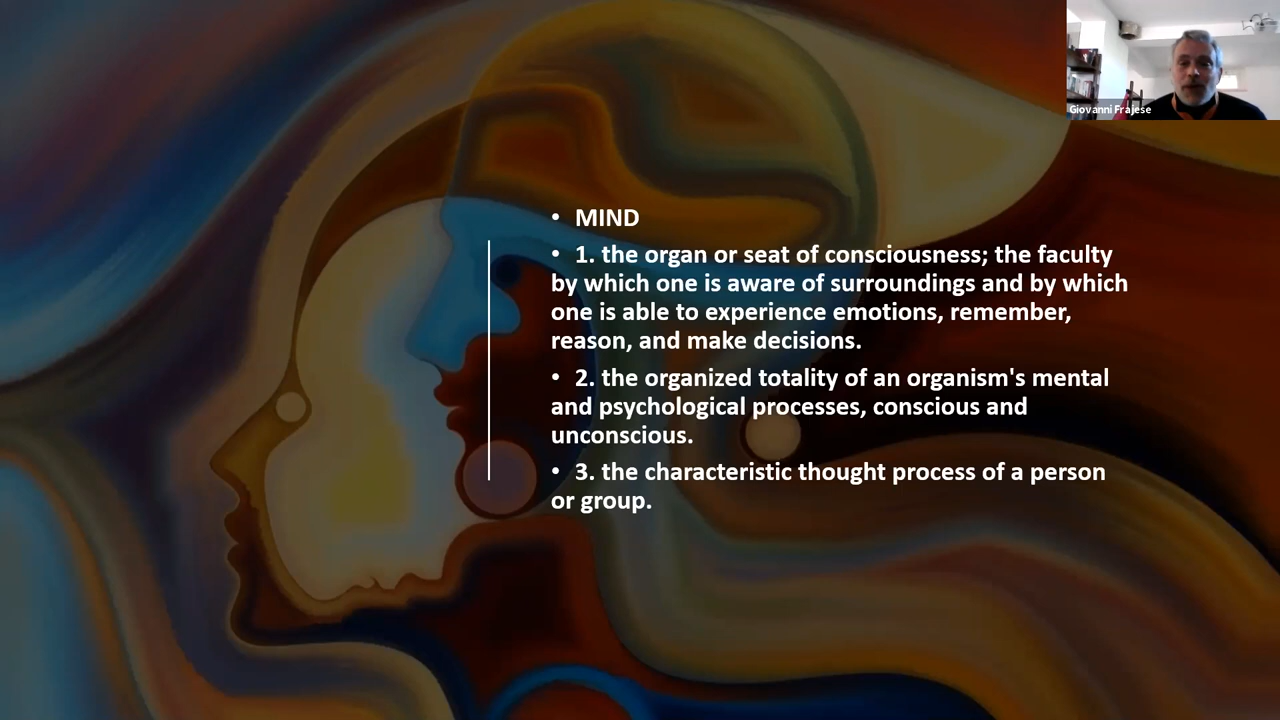 Giovanni Frajese
• MIND
• 1. the organ or seat of consciousness; the faculty
by which one is aware of surroundings and by which
one is able to experience emotions, remember,
reason, and make decisions.
• 2. the organized totality of an organism's mental
and psychological processes, conscious and
unconscious.
• 3. the characteristic thought process of a person
or group.